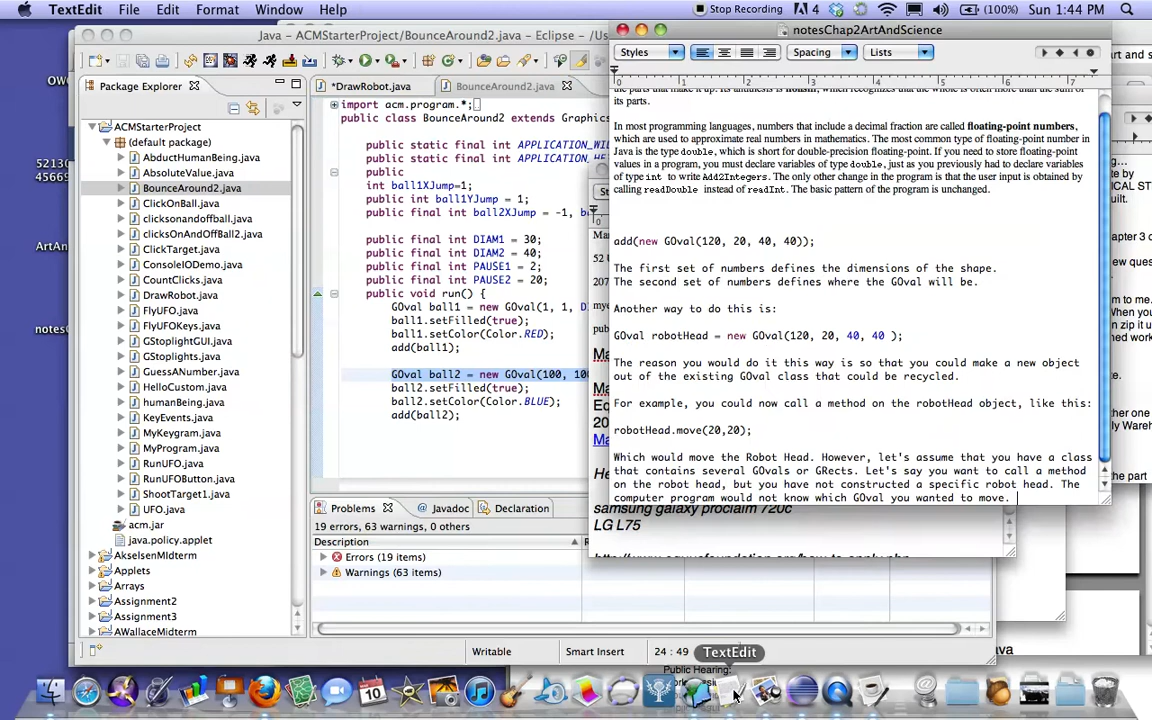 TextEdit File Edit Format Window Help Stop Recording 4 (100%) Sun 1:44 PM
Java - ACMStarterProject/BounceAround2.java - Eclipse - /Us
notesChap2ArtAndScience
Styles Spacing Lists
0 1 2 3 4 5 6 7
Package Explorer
*DrawRobot.java BounceAround2.java
ACMStarterProject
(default package)
AbductHumanBeing.java
AbsoluteValue.java
BounceAround2.java
ClickOnBall.java
clicksonandoffball.java
clicksOnAndOffBall2.java
ClickTarget.java
ConsoleIODemo.java
CountClicks.java
DrawRobot.java
FlyUFO.java
FlyUFOKeys.java
GStoplightGUI.java
GStoplights.java
GuessANumber.java
HelloCustom.java
humanBeing.java
KeyEvents.java
MyKeygram.java
MyProgram.java
RunUFO.java
RunUFOButton.java
ShootTarget1.java
UFO.java
acm.jar
java.policy.applet
AkselsenMIdterm
Applets
Arrays
Assignment2
Assignment3
AWallaceMidterm
import acm.program.*;
public class BounceAround2 extends Graphics
public static final int APPLICATION_WI
public static final int APPLICATION_HE
public
int ball1XJump=1;
public int ball1YJump = 1;
public final int ball2XJump = -1, b
public final int DIAM1 = 30;
public final int DIAM2 = 40;
public final int PAUSE1 = 2;
public final int PAUSE2 = 20;
public void run() {
GOval ball1 = new GOval(1, 1, D
ball1.setFilled(true);
ball1.setColor(Color.RED);
add(ball1);
GOval ball2 = new GOval(100, 100
ball2.setFilled(true);
ball2.setColor(Color.BLUE);
add(ball2);
its parts.
In most programming languages, numbers that include a decimal fraction are called floating-point numbers,
which are used to approximate real numbers in mathematics. The most common type of floating-point number in
Java is the type double, which is short for double-precision floating-point. If you need to store floating-point
values in a program, you must declare variables of type double, just as you previously had to declare variables
of type int to write Add2Integers. The only other change in the program is that the user input is obtained by
calling readDouble instead of readInt. The basic pattern of the program is unchanged.
add(new GOval(120, 20, 40, 40));
The first set of numbers defines the dimensions of the shape.
The second set of numbers defines where the GOval will be.
Another way to do this is:
GOval robotHead = new GOval(120, 20, 40, 40 );
The reason you would do it this way is so that you could make a new object
out of the existing GOval class that could be recycled.
For example, you could now call a method on the robotHead object, like this:
robotHead.move(20,20);
Which would move the Robot Head. However, let's assume that you have a class
that contains several GOvals or GRects. Let's say you want to call a method
on the robot head, but you have not constructed a specific robot head. The
computer program would not know which GOval you wanted to move.
samsung galaxy proclaim 720c
LG L75
Problems Javadoc Declaration
19 errors, 63 warnings, 0 others
Description
Errors (19 items)
Warnings (63 items)
Writable Smart Insert 24 : 49
TextEdit
Public Hearing: